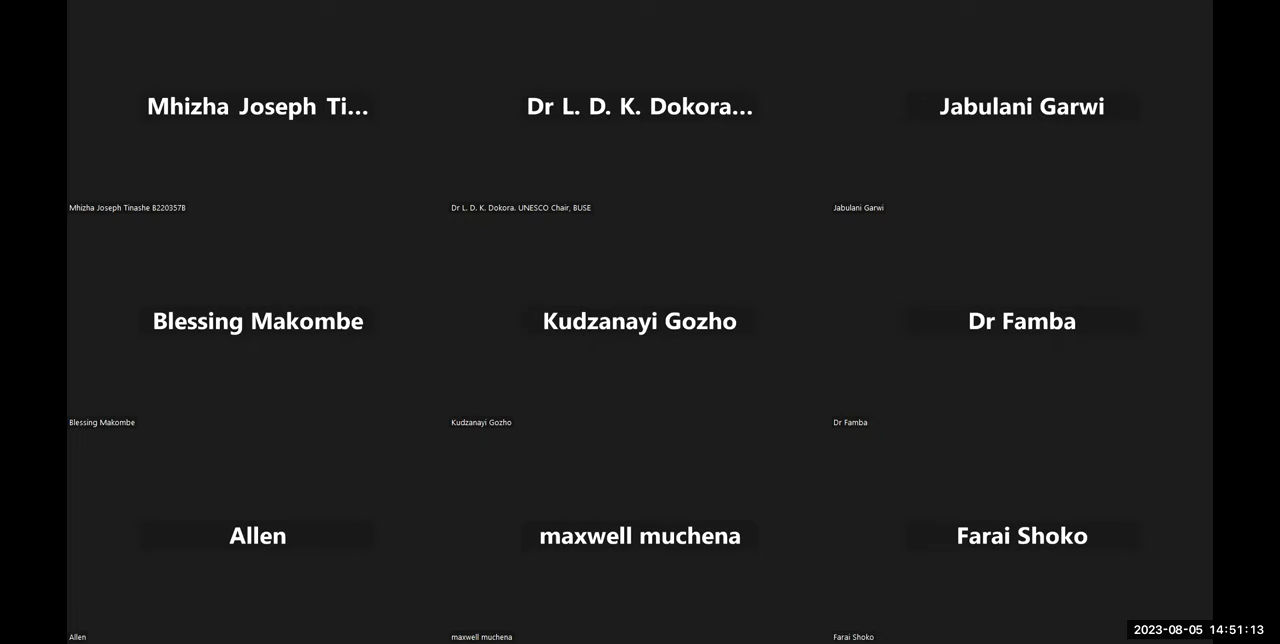 Mhizha Joseph Ti...
Dr L. D. K. Dokora...
Jabulani Garwi
Mhizha Joseph Tinashe B220357B
Dr L. D. K. Dokora. UNESCO Chair, BUSE
Jabulani Garwi
Blessing Makombe
Kudzanayi Gozho
Dr Famba
Blessing Makombe
Kudzanayi Gozho
Dr Famba
Allen
maxwell muchena
Farai Shoko
Allen
maxwell muchena
Farai Shoko
2023-08-05 14:51:13